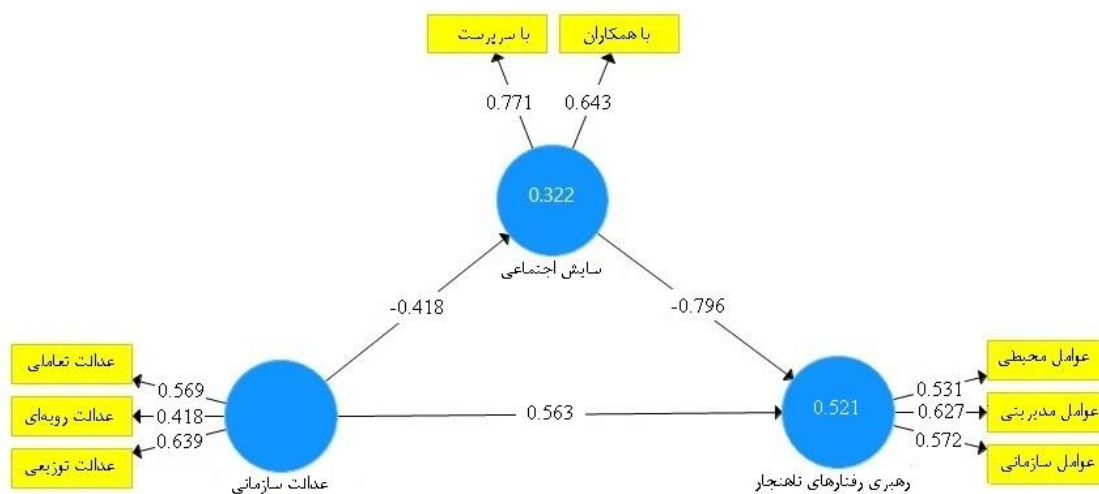 با سرپرست
با همکاران
0.771
0.643
0.322
سایش اجتماعی
-0.418
-0.796
عدالت تعاملی
عدالت رویه‌ای
عدالت توزیعی
0.569
0.418
0.639
عدالت سازمانی
0.563
0.521
رهبری رفتارهای ناهنجار
0.531
0.627
0.572
عوامل محیطی
عوامل مدیریتی
عوامل سازمانی